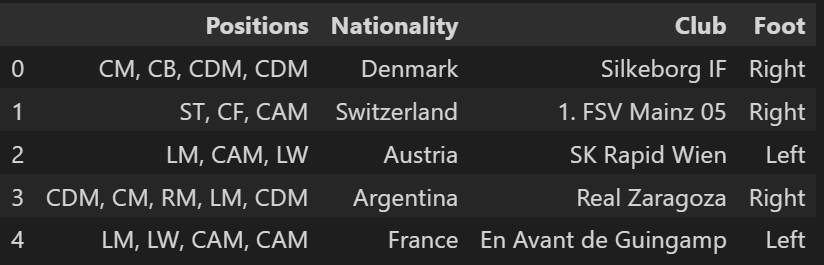 Positions Nationality Club Foot
0 CM, CB, CDM, CDM Denmark Silkeborg IF Right
1 ST, CF, CAM Switzerland 1. FSV Mainz 05 Right
2 LM, CAM, LW Austria SK Rapid Wien Left
3 CDM, CM, RM, LM, CDM Argentina Real Zaragoza Right
4 LM, LW, CAM, CAM France En Avant de Guingamp Left